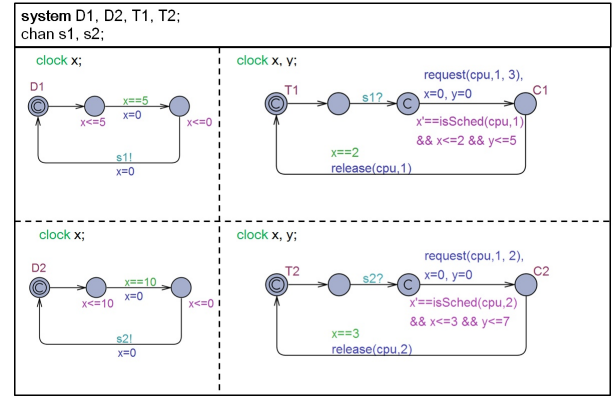 system D1, D2, T1, T2;
chan s1, s2;
clock x;
D1
C
x==5
x=0
x<=5
x<=0
s1!
x=0
clock x, y;
T1
C
s1?
C
request(cpu,1, 3),
x=0, y=0
C1
x'==isSched(cpu,1)
&& x<=2 && y<=5
x==2
release(cpu,1)
clock x;
D2
C
x==10
x=0
x<=10
x<=0
s2!
x=0
clock x, y;
T2
C
s2?
C
request(cpu,1, 2),
x=0, y=0
C2
x'==isSched(cpu,2)
&& x<=3 && y<=7
x==3
release(cpu,2)